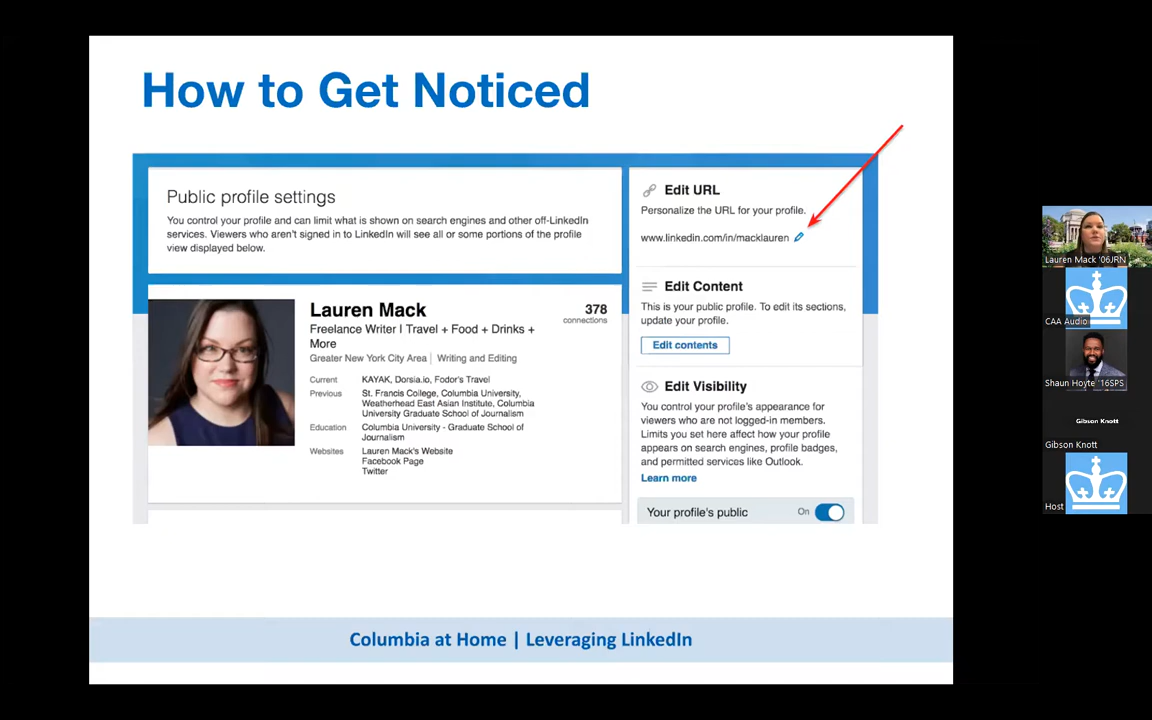 How to Get Noticed
Public profile settings
You control your profile and can limit what is shown on search engines and other off-LinkedIn
services. Viewers who aren't signed in to LinkedIn will see all or some portions of the profile
view displayed below.
Lauren Mack
378
connections
Freelance Writer | Travel + Food + Drinks +
More
Greater New York City Area | Writing and Editing
Current KAYAK, Dorsia.io, Fodor's Travel
Previous St. Francis College, Columbia University,
Weatherhead East Asian Institute, Columbia
University Graduate School of Journalism
Education Columbia University - Graduate School of
Journalism
Websites Lauren Mack's Website
Facebook Page
Twitter
Edit URL
Personalize the URL for your profile.
www.linkedin.com/in/macklauren
Edit Content
This is your public profile. To edit its sections,
update your profile.
Edit contents
Edit Visibility
You control your profile's appearance for
viewers who are not logged-in members.
Limits you set here affect how your profile
appears on search engines, profile badges,
and permitted services like Outlook.
Learn more
Your profile's public On
Columbia at Home | Leveraging LinkedIn
Lauren Mack '06JRN
CAA Audio
Shaun Hoyte '16SPS
Gibson Knott
Gibson Knott
Host